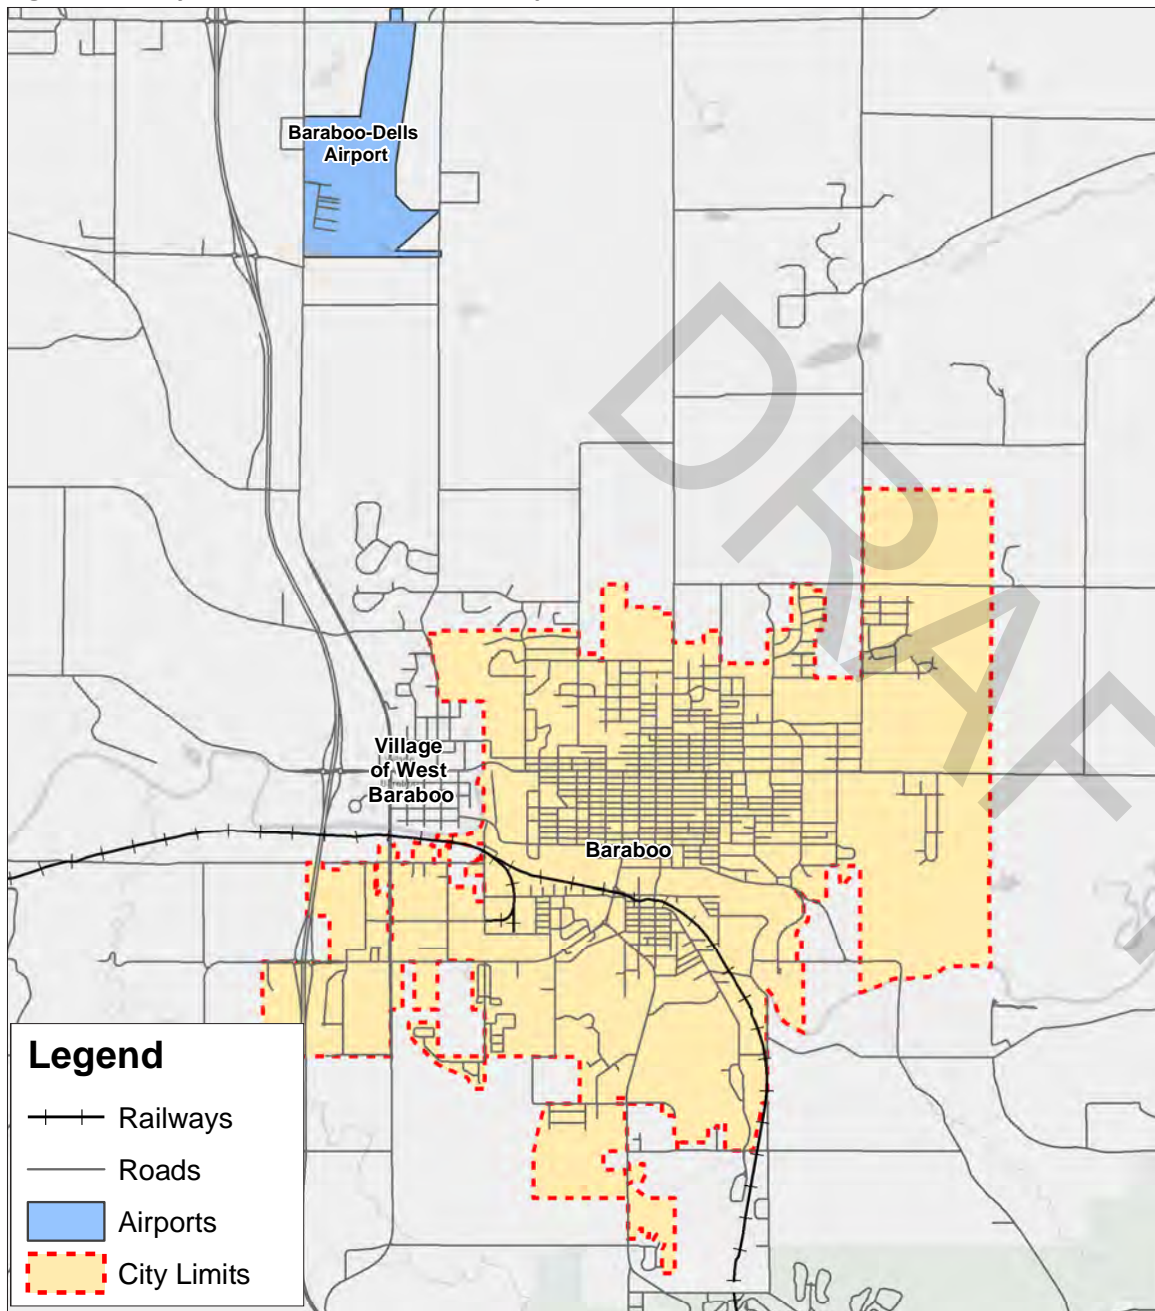 Baraboo-Dells
Airport
DRAFT
Village
of West
Baraboo
Baraboo
Legend
Railways
Roads
Airports
City Limits